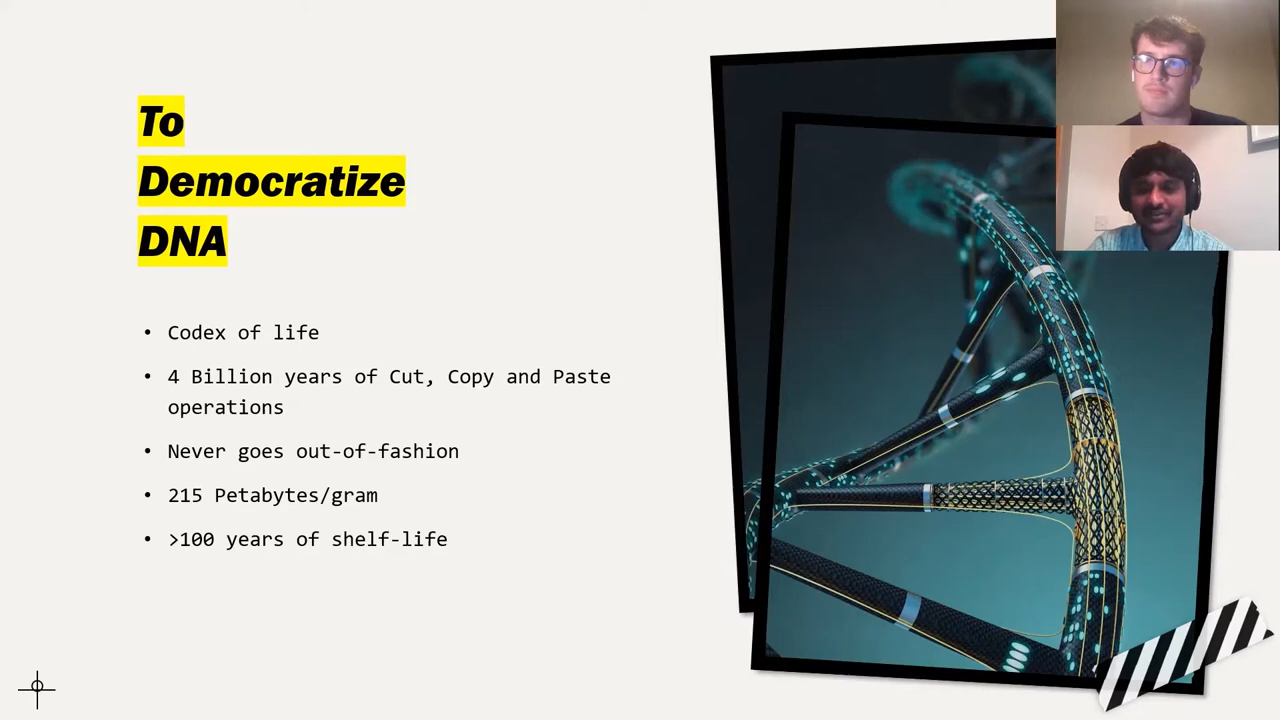 To
Democratize
DNA
• Codex of life
• 4 Billion years of Cut, Copy and Paste
operations
• Never goes out-of-fashion
• 215 Petabytes/gram
• >100 years of shelf-life